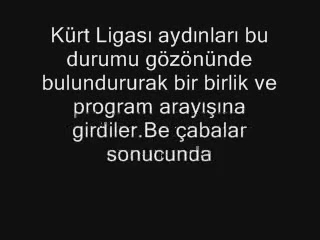 Kürt Ligası aydınları bu
durumu gözönünde
bulundururak bir birlik ve
program arayışına
girdiler.Be çabalar
sonucunda